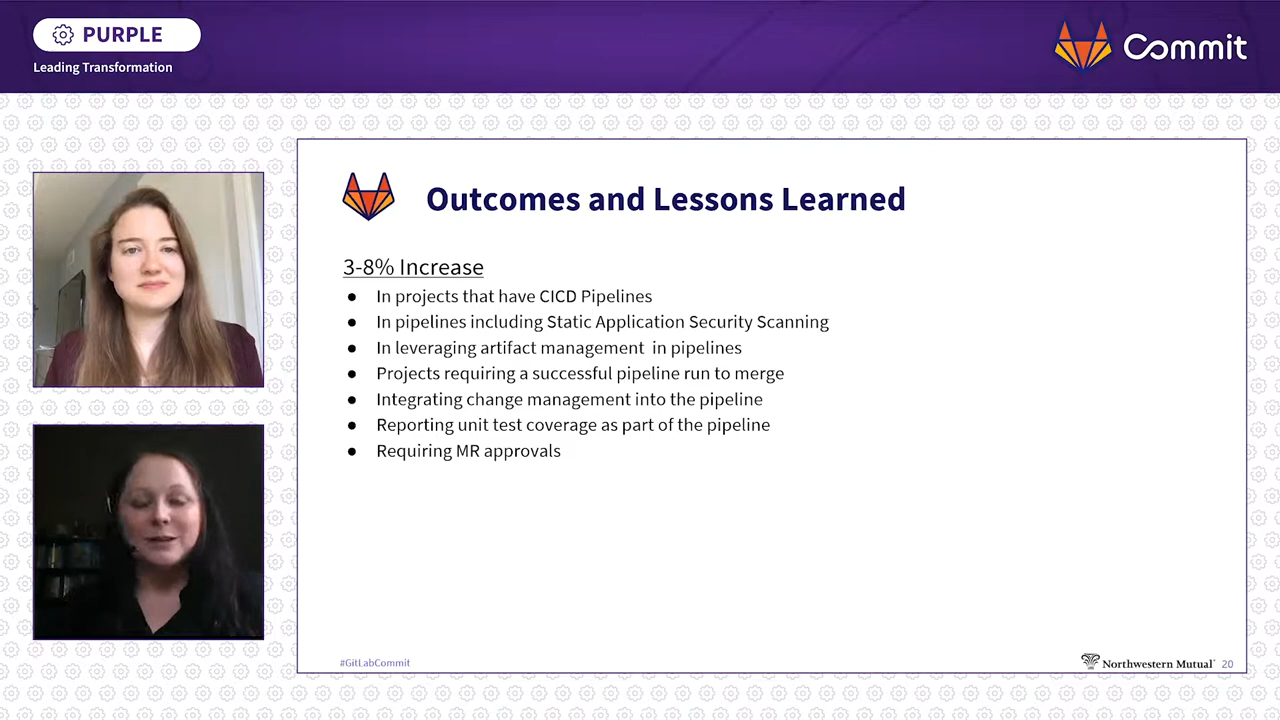 PURPLE
Leading Transformation
Commit
Outcomes and Lessons Learned
3-8% Increase
● In projects that have CICD Pipelines
● In pipelines including Static Application Security Scanning
● In leveraging artifact management in pipelines
● Projects requiring a successful pipeline run to merge
● Integrating change management into the pipeline
● Reporting unit test coverage as part of the pipeline
● Requiring MR approvals
#GitLabCommit
Northwestern Mutual
20